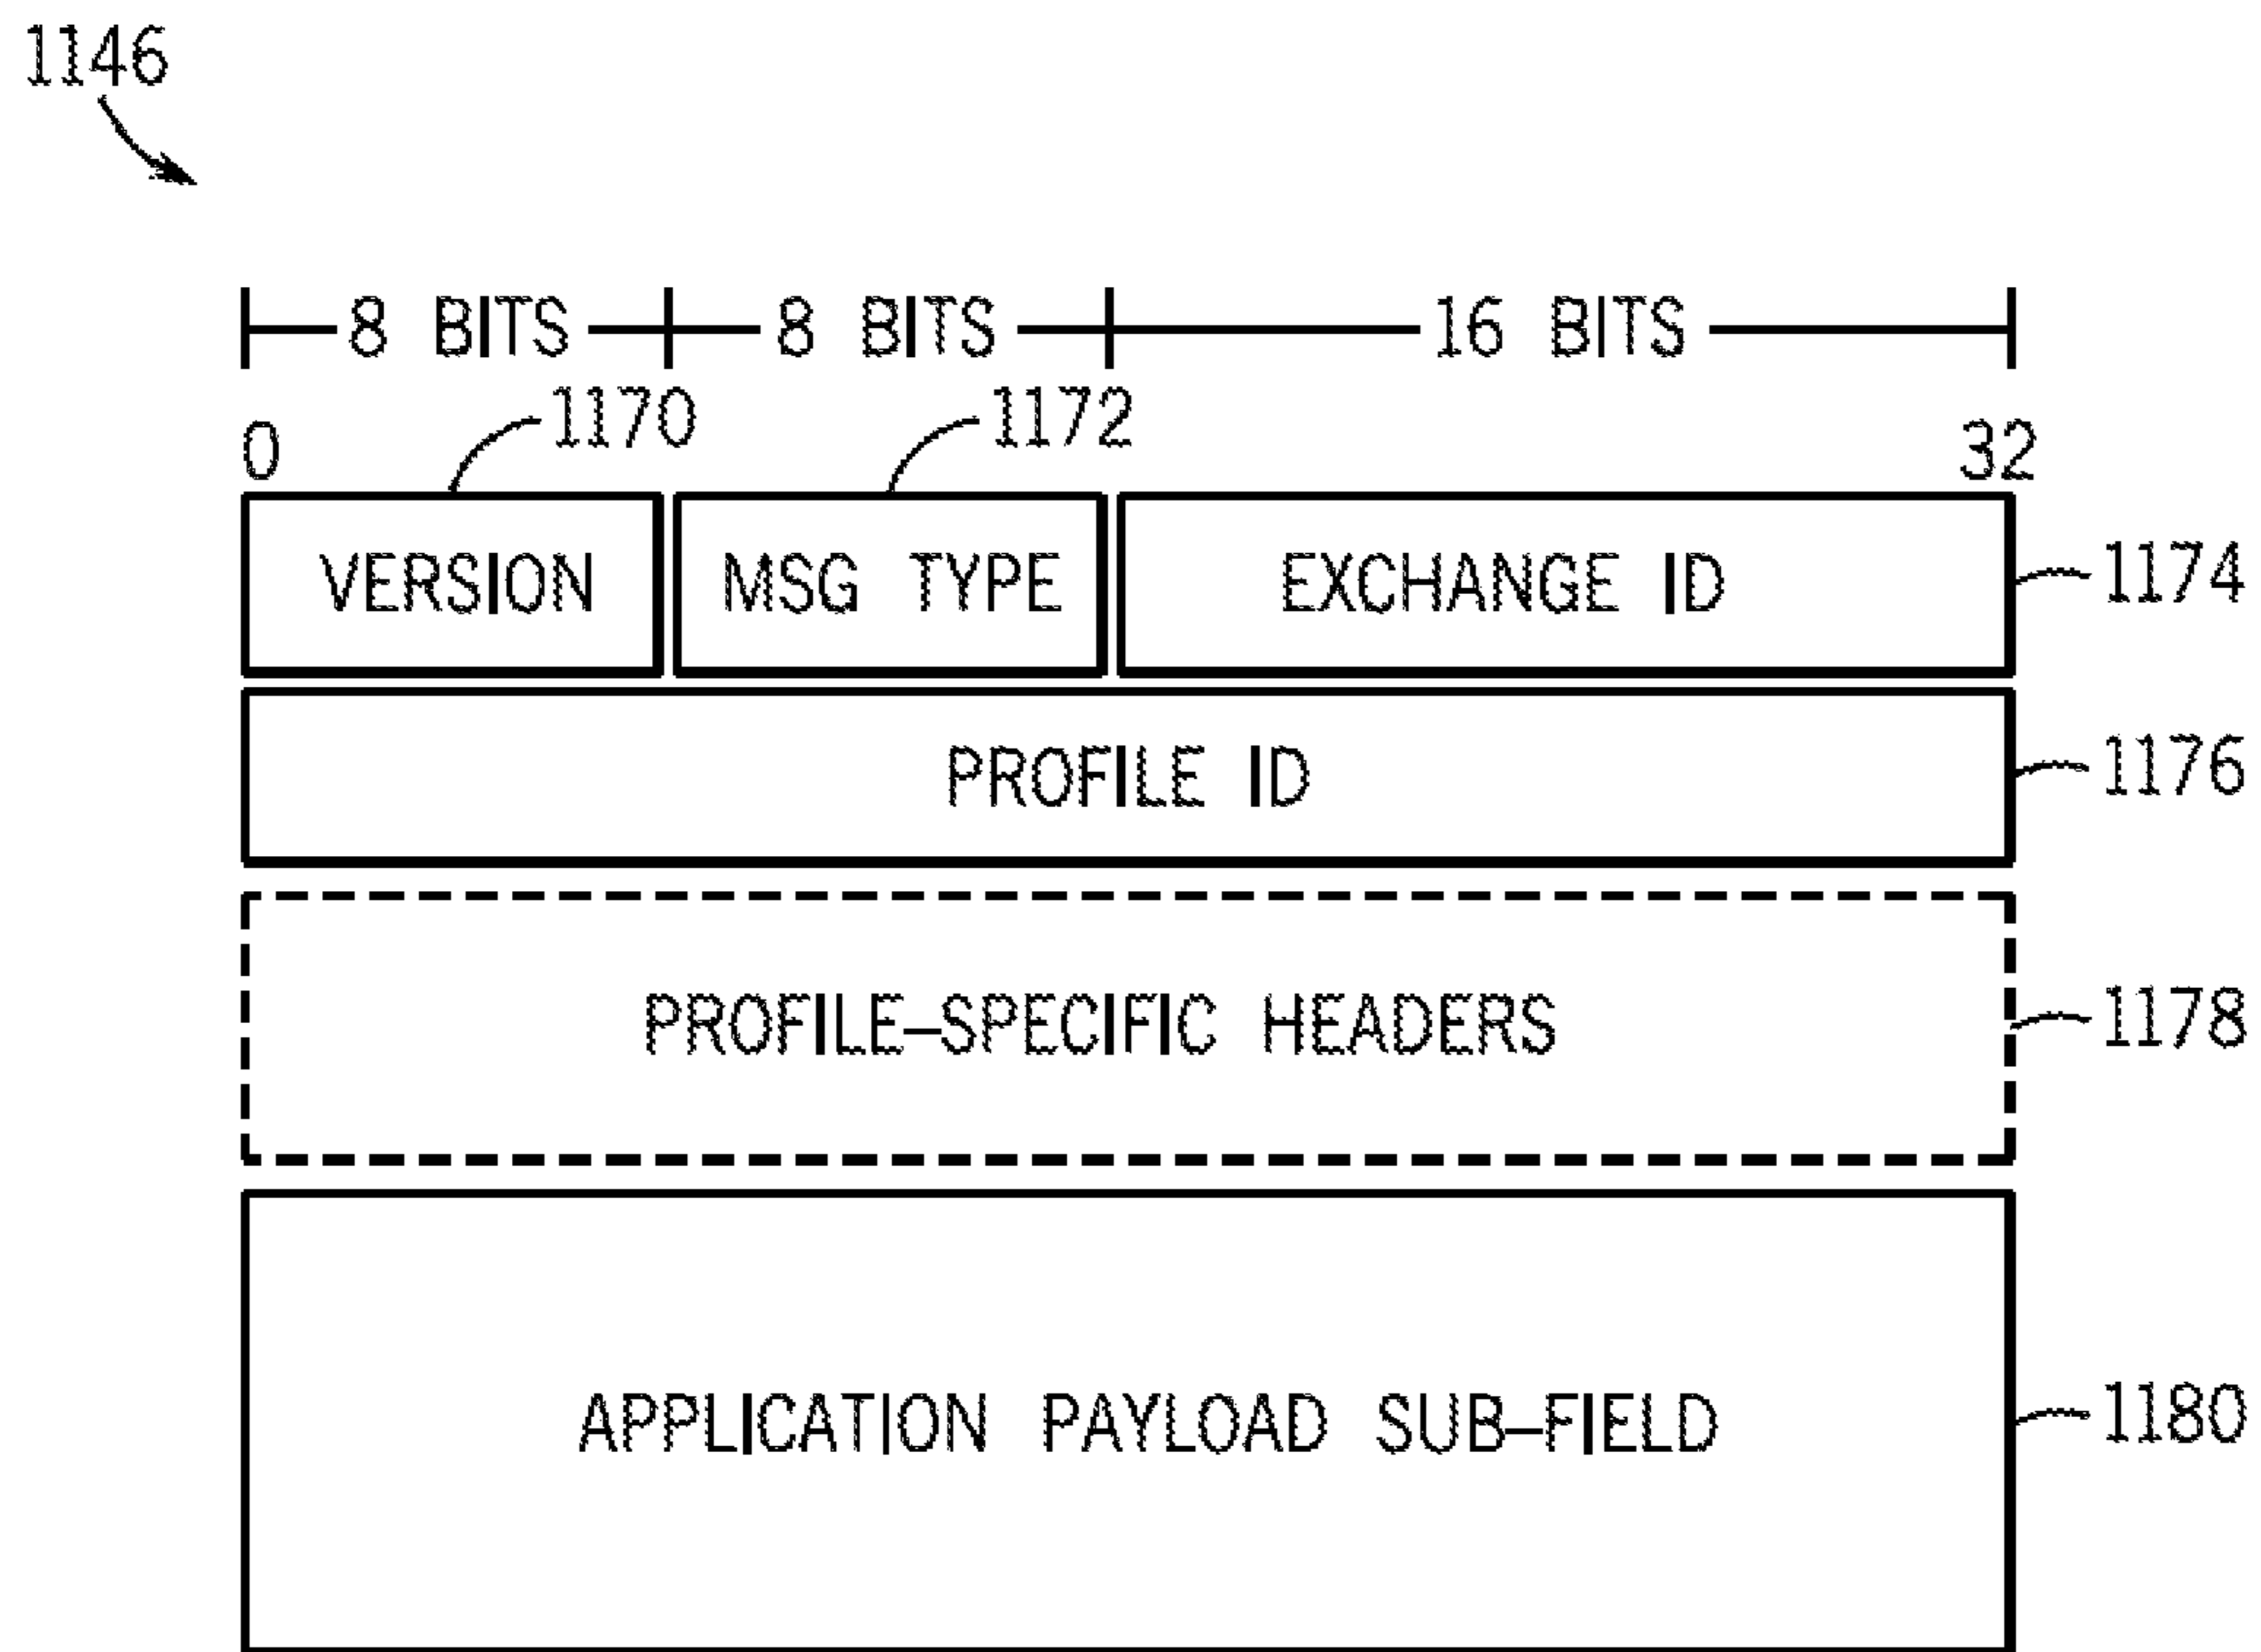 1146
8 BITS 8 BITS 16 BITS
0 1170 1172 32
VERSION MSG TYPE EXCHANGE ID 1174
PROFILE ID 1176
PROFILE-SPECIFIC HEADERS 1178
APPLICATION PAYLOAD SUB-FIELD 1180